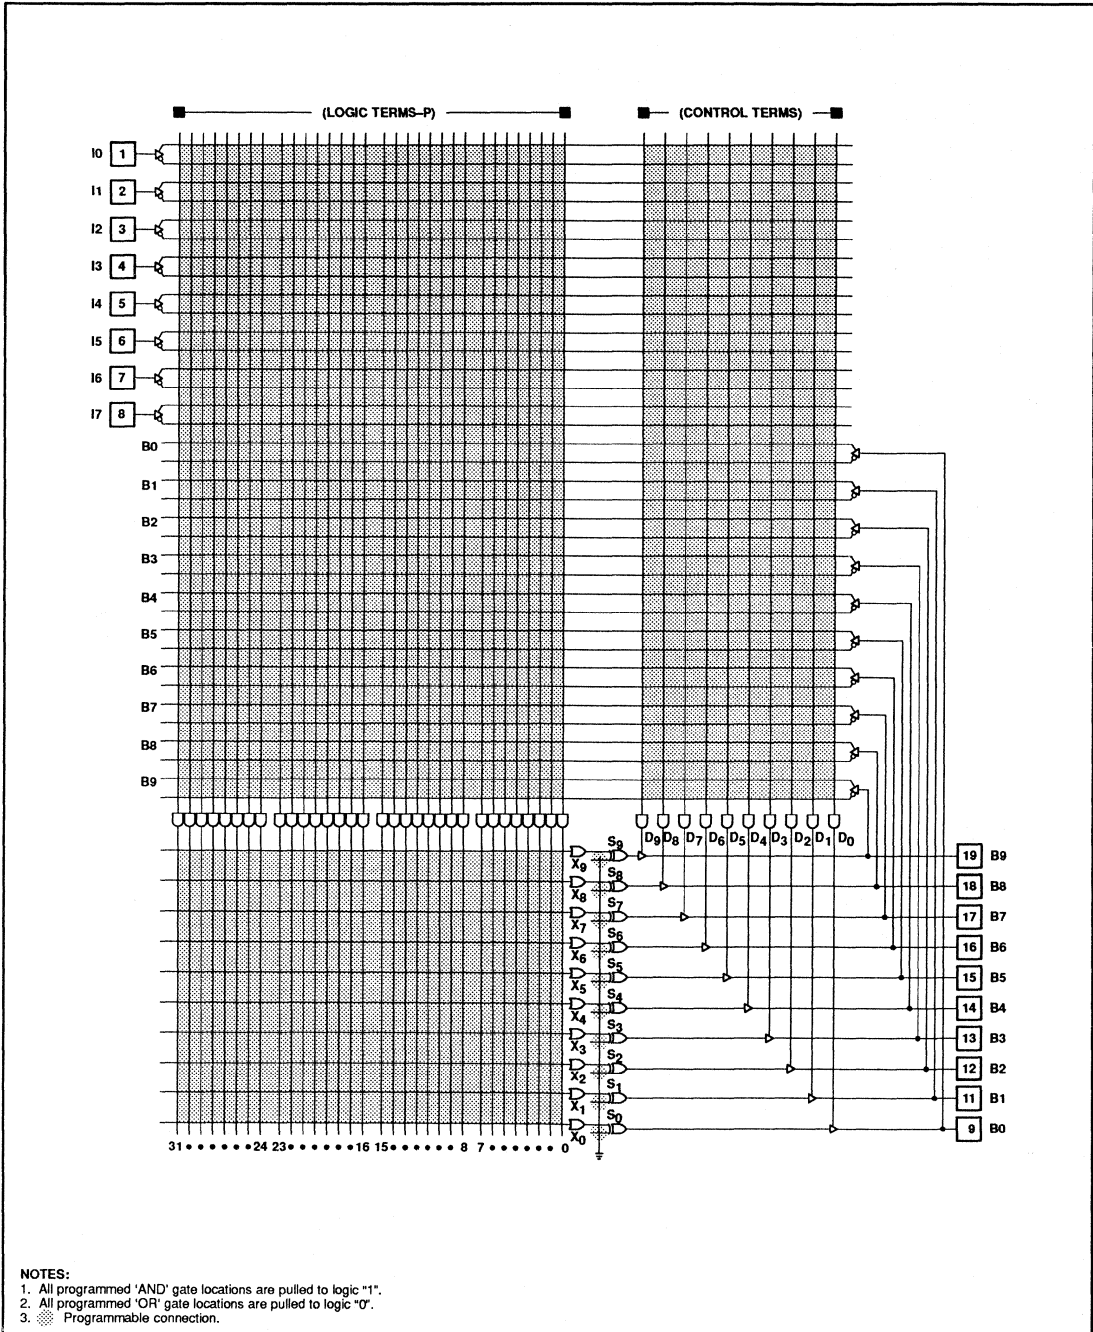 (LOGIC TERMS–P) (CONTROL TERMS)
I0 1
I1 2
I2 3
I3 4
I4 5
I5 6
I6 7
I7 8
B0
B1
B2
B3
B4
B5
B6
B7
B8
B9
D9 D8 D7 D6 D5 D4 D3 D2 D1 D0
S9
X9
19 B9
S8
X8
18 B8
S7
X7
17 B7
S6
X6
16 B6
S5
X5
15 B5
S4
X4
14 B4
S3
X3
13 B3
S2
X2
12 B2
S1
X1
11 B1
S0
X0
9 B0
31 • • • • • • 24 23 • • • • • • 16 15 • • • • • • 8 7 • • • • • • 0
NOTES:
1. All programmed 'AND' gate locations are pulled to logic "1".
2. All programmed 'OR' gate locations are pulled to logic "0".
3. Programmable connection.